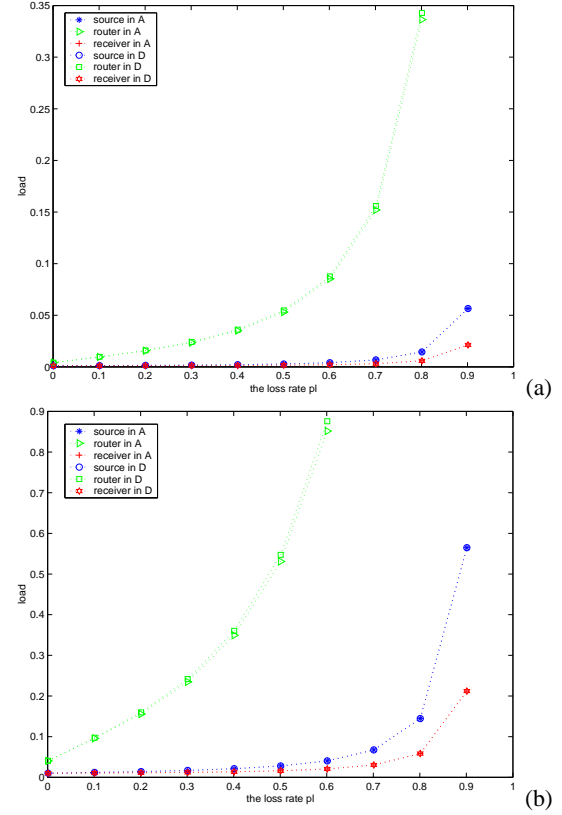 0.35
source in A
router in A
receiver in A
source in D
router in D
receiver in D
0.3
0.25
0.2
load
0.15
0.1
0.05
0
0 0.1 0.2 0.3 0.4 0.5 0.6 0.7 0.8 0.9 1
the loss rate pl
(a)
0.9
source in A
router in A
receiver in A
source in D
router in D
receiver in D
0.8
0.7
0.6
0.5
load
0.4
0.3
0.2
0.1
0
0 0.1 0.2 0.3 0.4 0.5 0.6 0.7 0.8 0.9 1
the loss rate pl
(b)